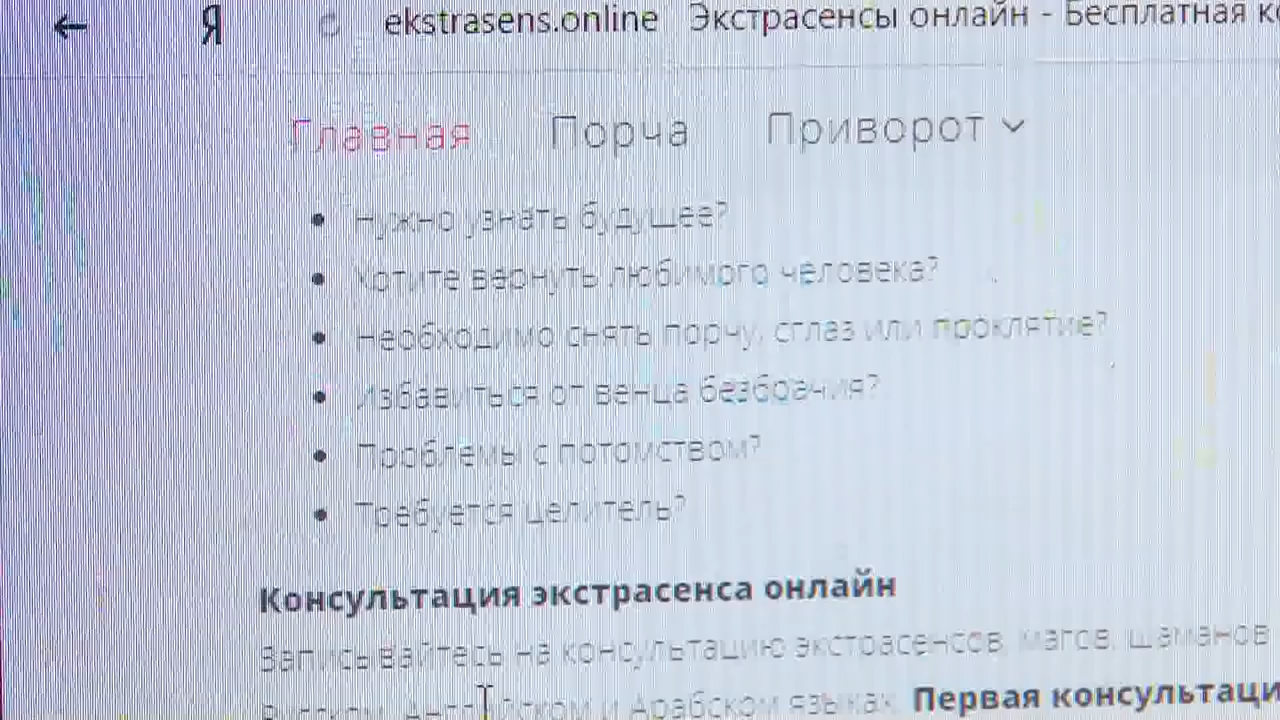 Я ekstrasens.online Экстрасенсы онлайн - Бесплатная
Главная Порча Приворот
Нужно узнать будущее?
Хотите вернуть любимого человека?
Необходимо снять порчу, сглаз или проклятие?
Избавиться от венца безбрачия?
Проблемы с потомством?
Требуется целитель?
Консультация экстрасенса онлайн
Записывайтесь на консультацию экстрасенсов, магов, шаманов
и Арабском языках. Первая